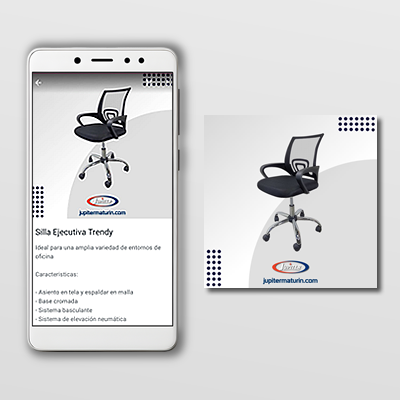 Jupiter
jupitermaturin.com
Silla Ejecutiva Trendy
Ideal para una amplia variedad de entornos de
oficina
Características:
- Asiento en tela y espaldar en malla
- Base cromada
- Sistema basculante
- Sistema de elevación neumática
Jupiter
jupitermaturin.com